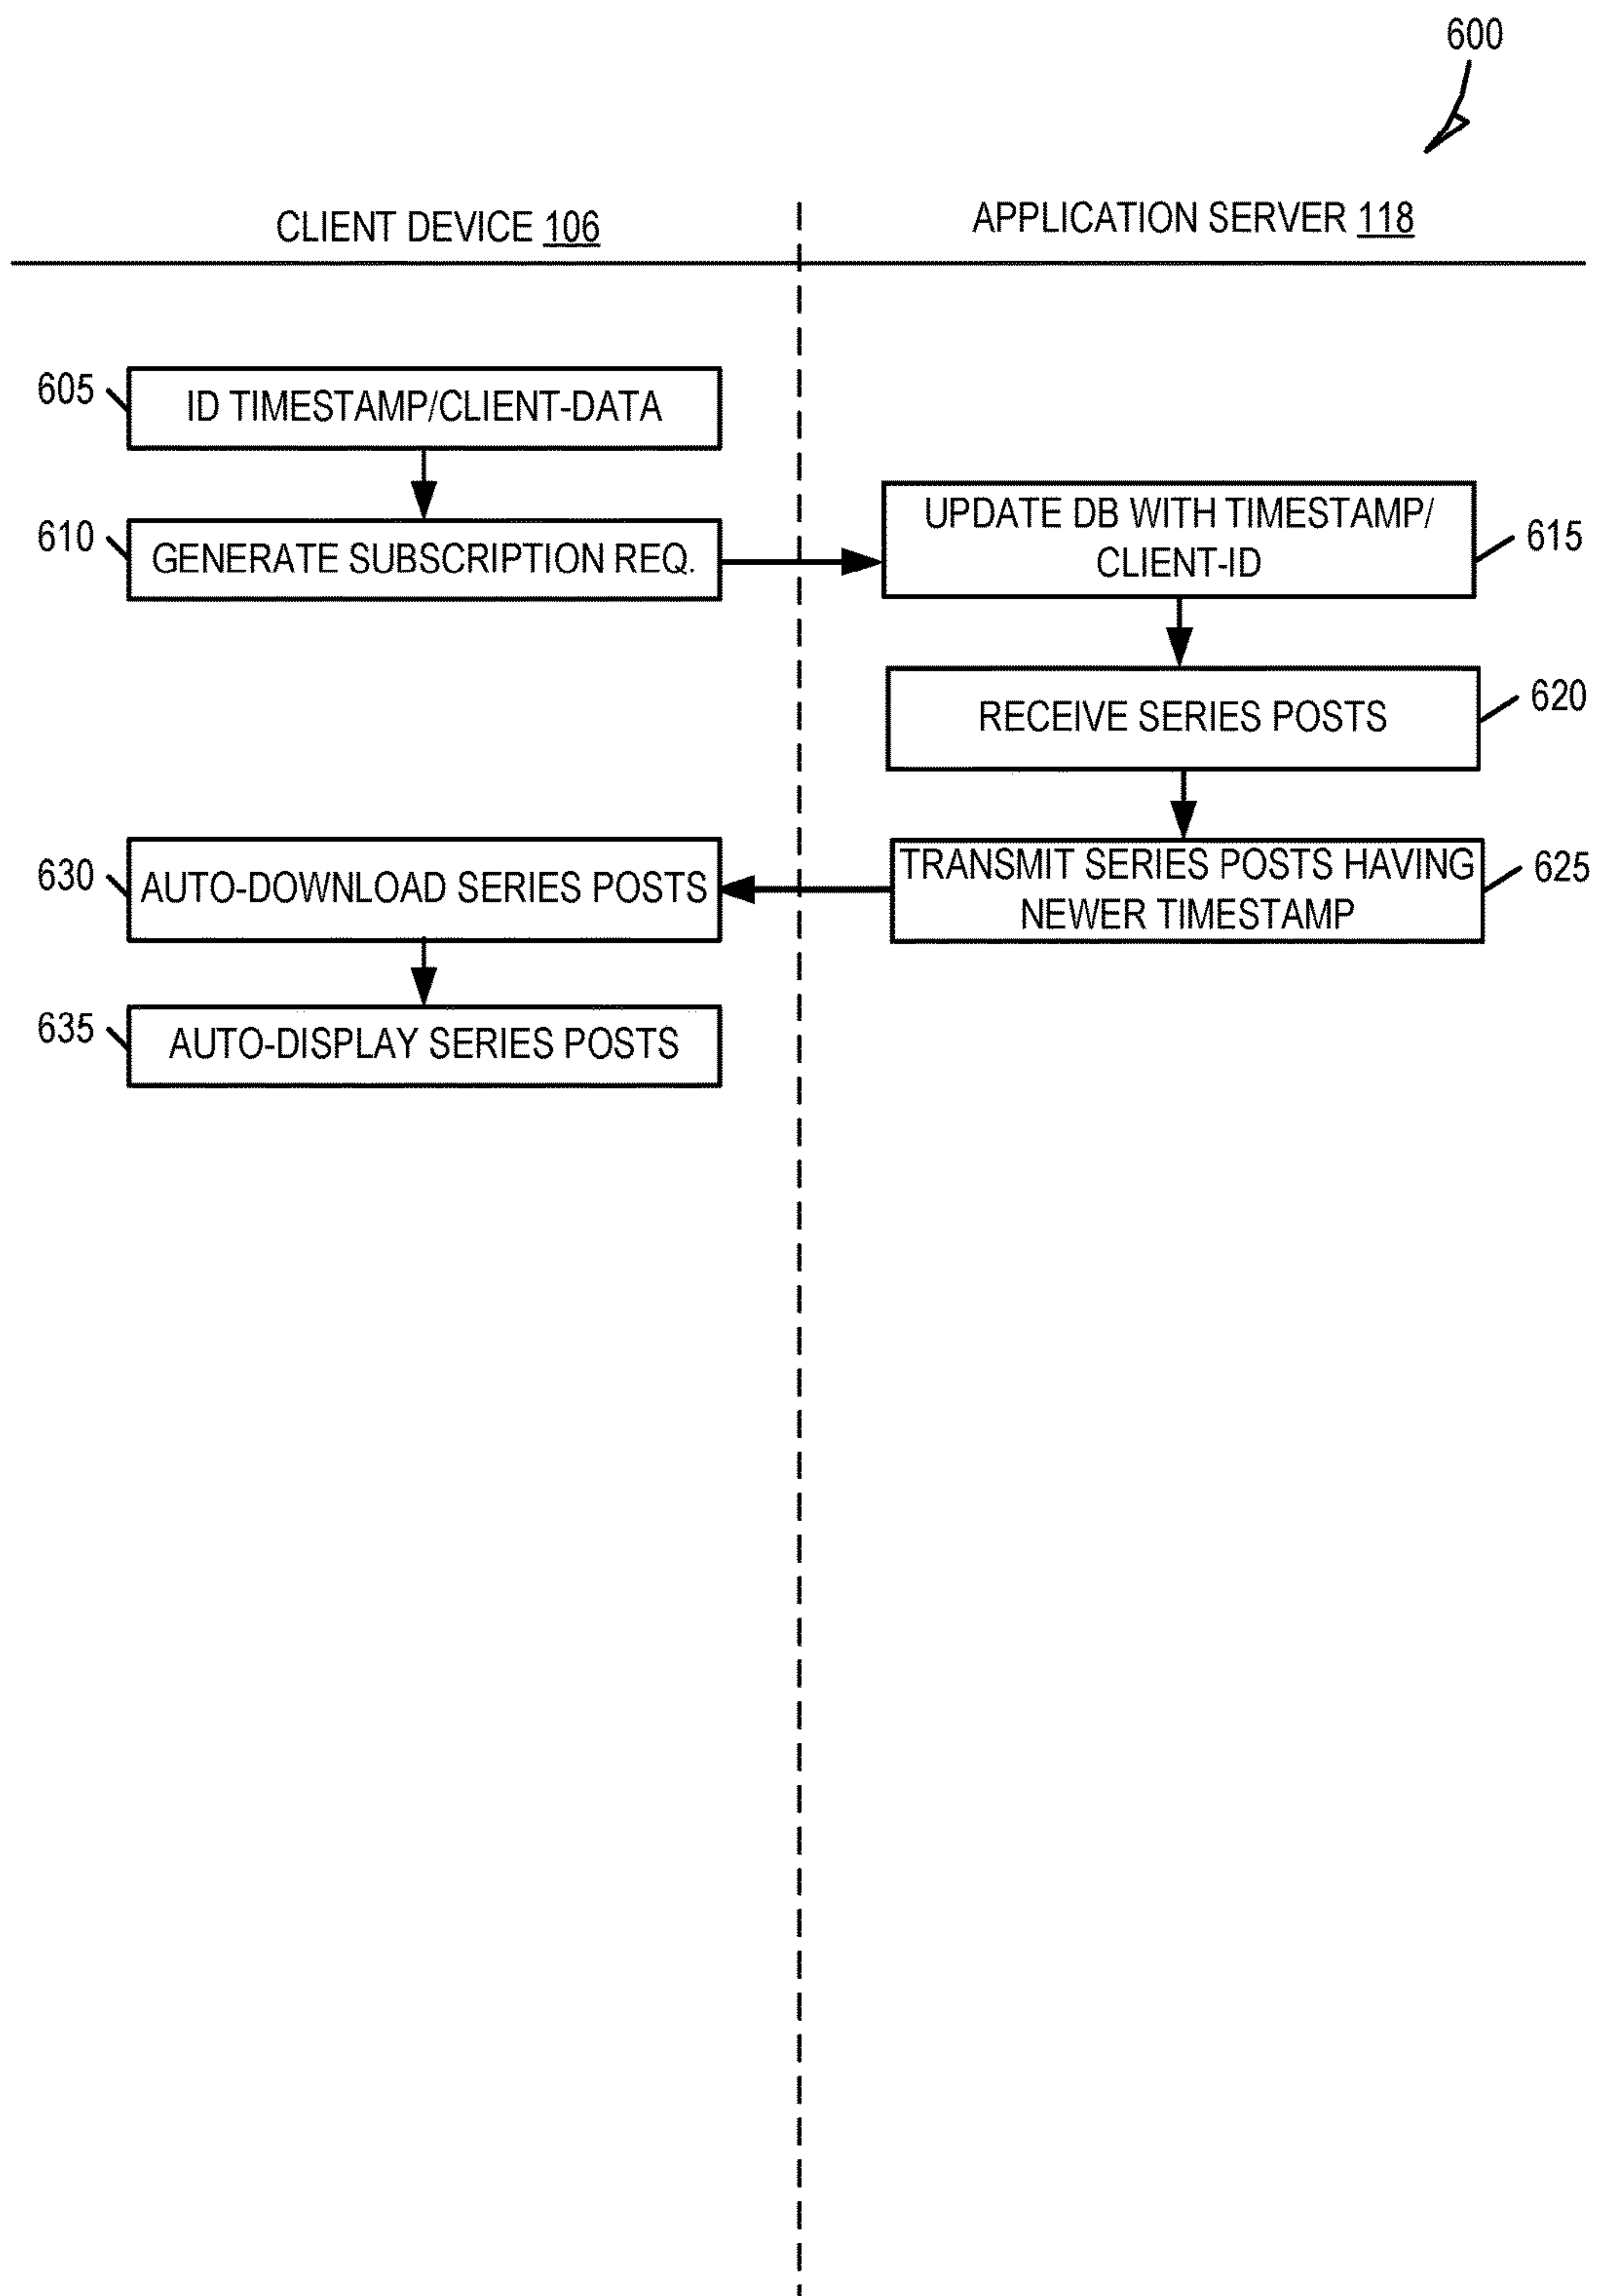 600
CLIENT DEVICE 106
APPLICATION SERVER 118
605
ID TIMESTAMP/CLIENT-DATA
610
GENERATE SUBSCRIPTION REQ.
UPDATE DB WITH TIMESTAMP/
CLIENT-ID
615
RECEIVE SERIES POSTS
620
630
AUTO-DOWNLOAD SERIES POSTS
TRANSMIT SERIES POSTS HAVING
NEWER TIMESTAMP
625
635
AUTO-DISPLAY SERIES POSTS